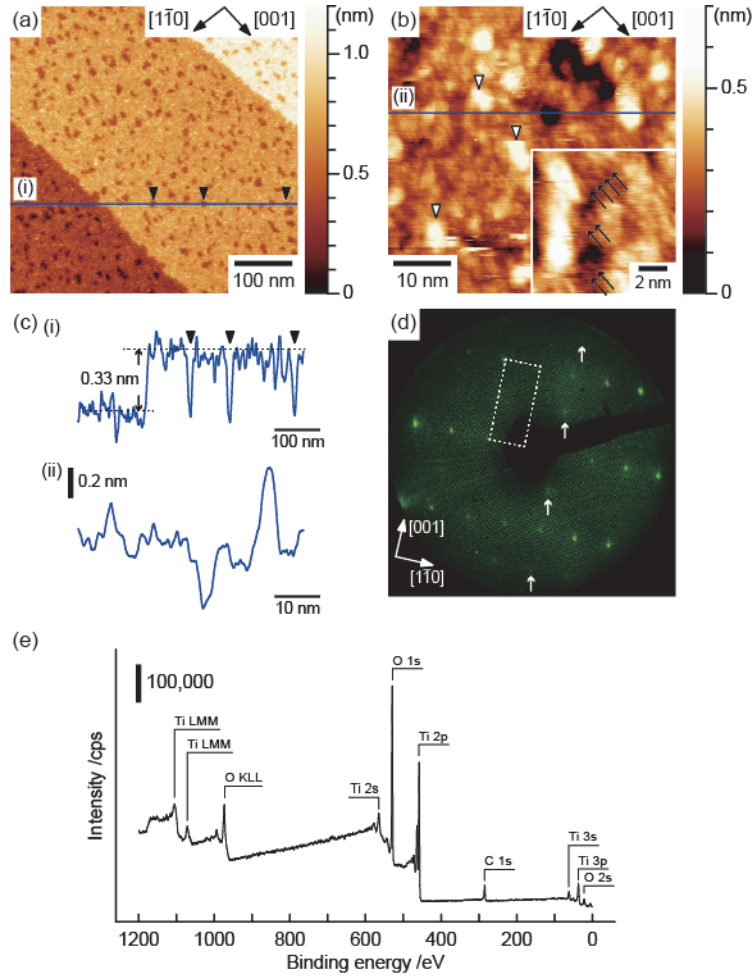 (a)
[11̄0]
[001]
(nm)
1.0
0.5
0
(i)
100 nm
(b)
[11̄0]
[001]
(nm)
0.5
0
(ii)
10 nm
2 nm
(c)
(i)
0.33 nm
100 nm
(ii)
0.2 nm
10 nm
(d)
[001]
[11̄0]
(e)
100,000
Intensity /cps
Ti LMM
Ti LMM
O KLL
Ti 2s
O 1s
Ti 2p
C 1s
Ti 3s
Ti 3p
O 2s
1200 1000 800 600 400 200 0
Binding energy /eV